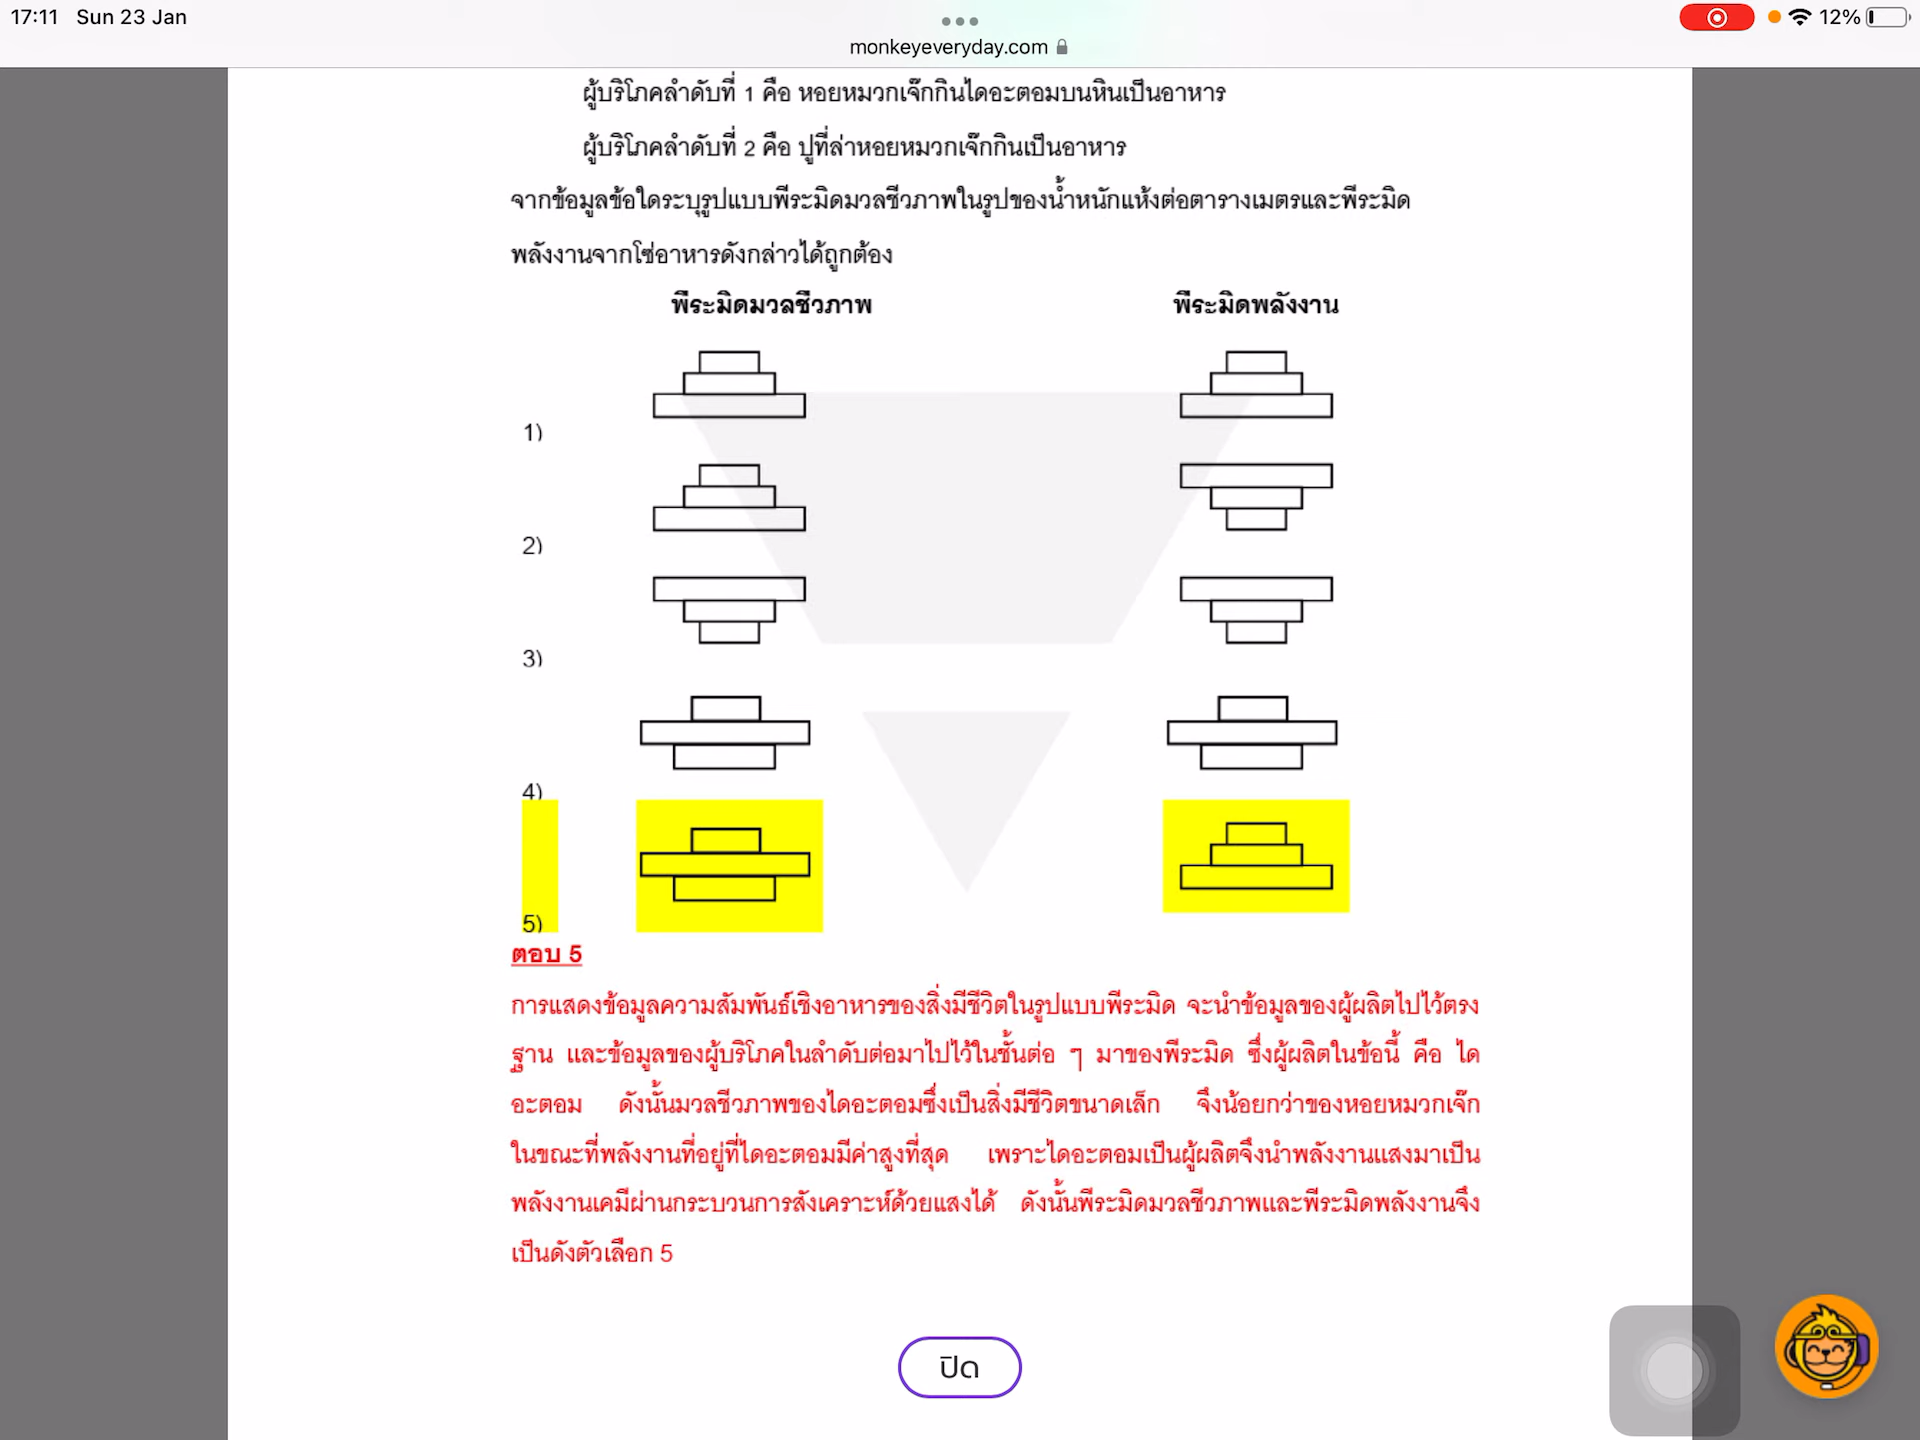 17:11 Sun 23 Jan
12%
monkeyeveryday.com
ผู้บริโภคลำดับที่ 1 คือ หอยหมวกเจ๊กกินไดอะตอมบนหินเป็นอาหาร
ผู้บริโภคลำดับที่ 2 คือ ปูที่ล่าหอยหมวกเจ๊กกินเป็นอาหาร
จากข้อมูลข้อใดระบุรูปแบบพีระมิดมวลชีวภาพในรูปของน้ำหนักแห้งต่อตารางเมตรและพีระมิด
พลังงานจากโซ่อาหารดังกล่าวได้ถูกต้อง
พีระมิดมวลชีวภาพ พีระมิดพลังงาน
1)
2)
3)
4)
5)
ตอบ 5
การแสดงข้อมูลความสัมพันธ์เชิงอาหารของสิ่งมีชีวิตในรูปแบบพีระมิด จะนำข้อมูลของผู้ผลิตไปไว้ตรง
ฐาน และข้อมูลของผู้บริโภคในลำดับต่อมาไปไว้ในชั้นต่อ ๆ มาของพีระมิด ซึ่งผู้ผลิตในข้อนี้ คือ ได
อะตอม ดังนั้นมวลชีวภาพของไดอะตอมซึ่งเป็นสิ่งมีชีวิตขนาดเล็ก จึงน้อยกว่าของหอยหมวกเจ๊ก
ในขณะที่พลังงานที่อยู่ที่ไดอะตอมมีค่าสูงที่สุด เพราะไดอะตอมเป็นผู้ผลิตจึงนำพลังงานแสงมาเป็น
พลังงานเคมีผ่านกระบวนการสังเคราะห์ด้วยแสงได้ ดังนั้นพีระมิดมวลชีวภาพและพีระมิดพลังงานจึง
เป็นดังตัวเลือก 5
ปิด